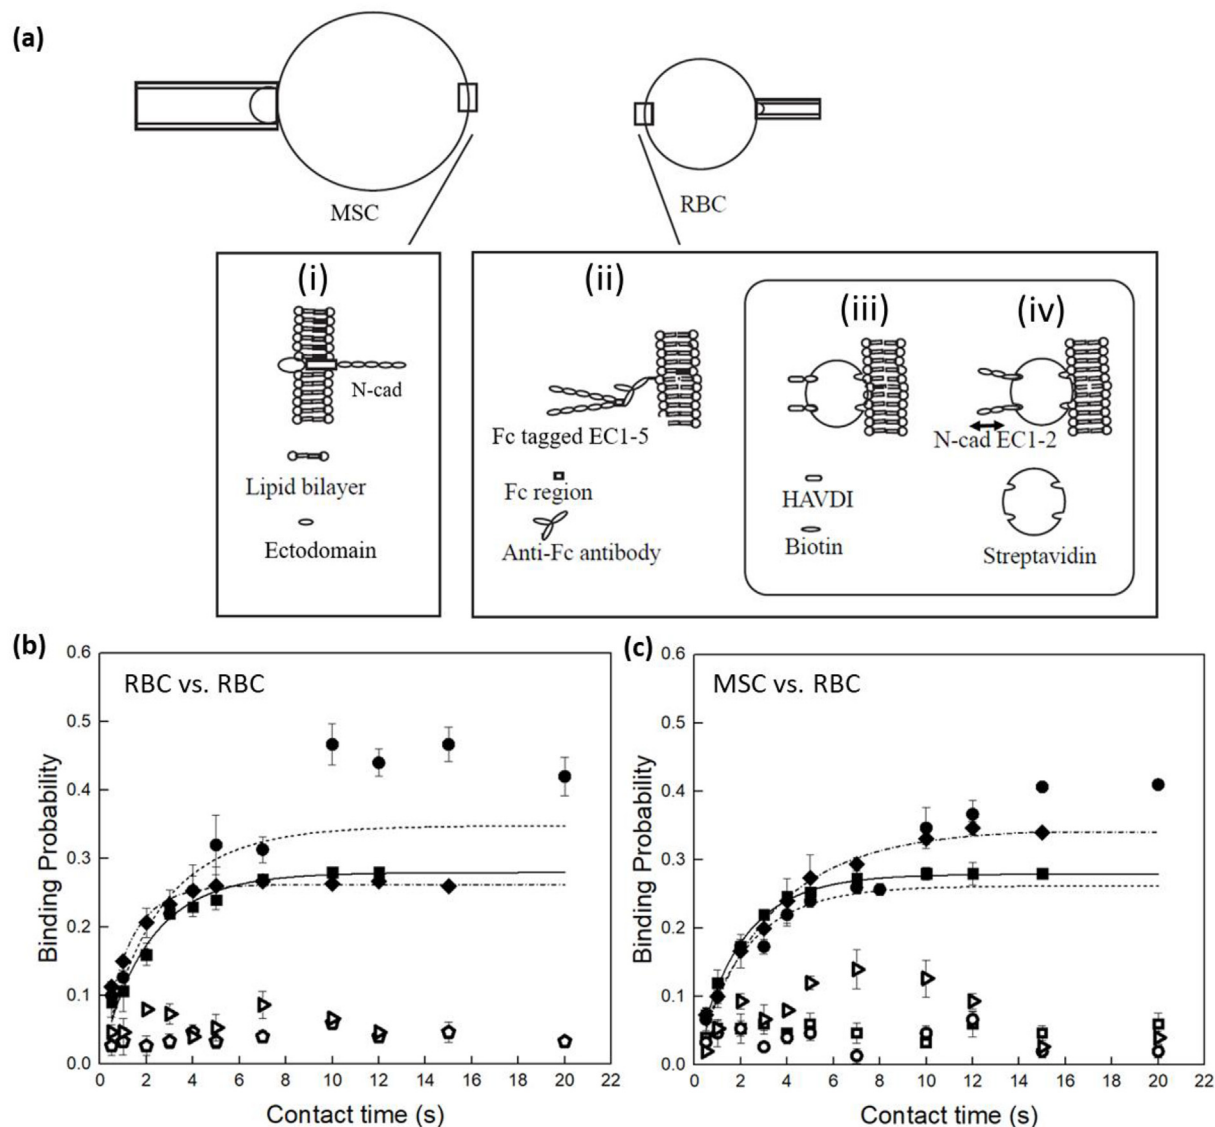 (a)
MSC
RBC
(i)
(ii)
(iii)
(iv)
N-cad
Lipid bilayer
Ectodomain
Fc tagged EC1-5
Fc region
Anti-Fc antibody
HAVDI
Biotin
N-cad EC1-2
Streptavidin
(b)
RBC vs. RBC
Binding Probability
0.6
0.5
0.4
0.3
0.2
0.1
0.0
0 2 4 6 8 10 12 14 16 18 20 22
Contact time (s)
(c)
MSC vs. RBC
Binding Probability
0.6
0.5
0.4
0.3
0.2
0.1
0.0
0 2 4 6 8 10 12 14 16 18 20 22
Contact time (s)